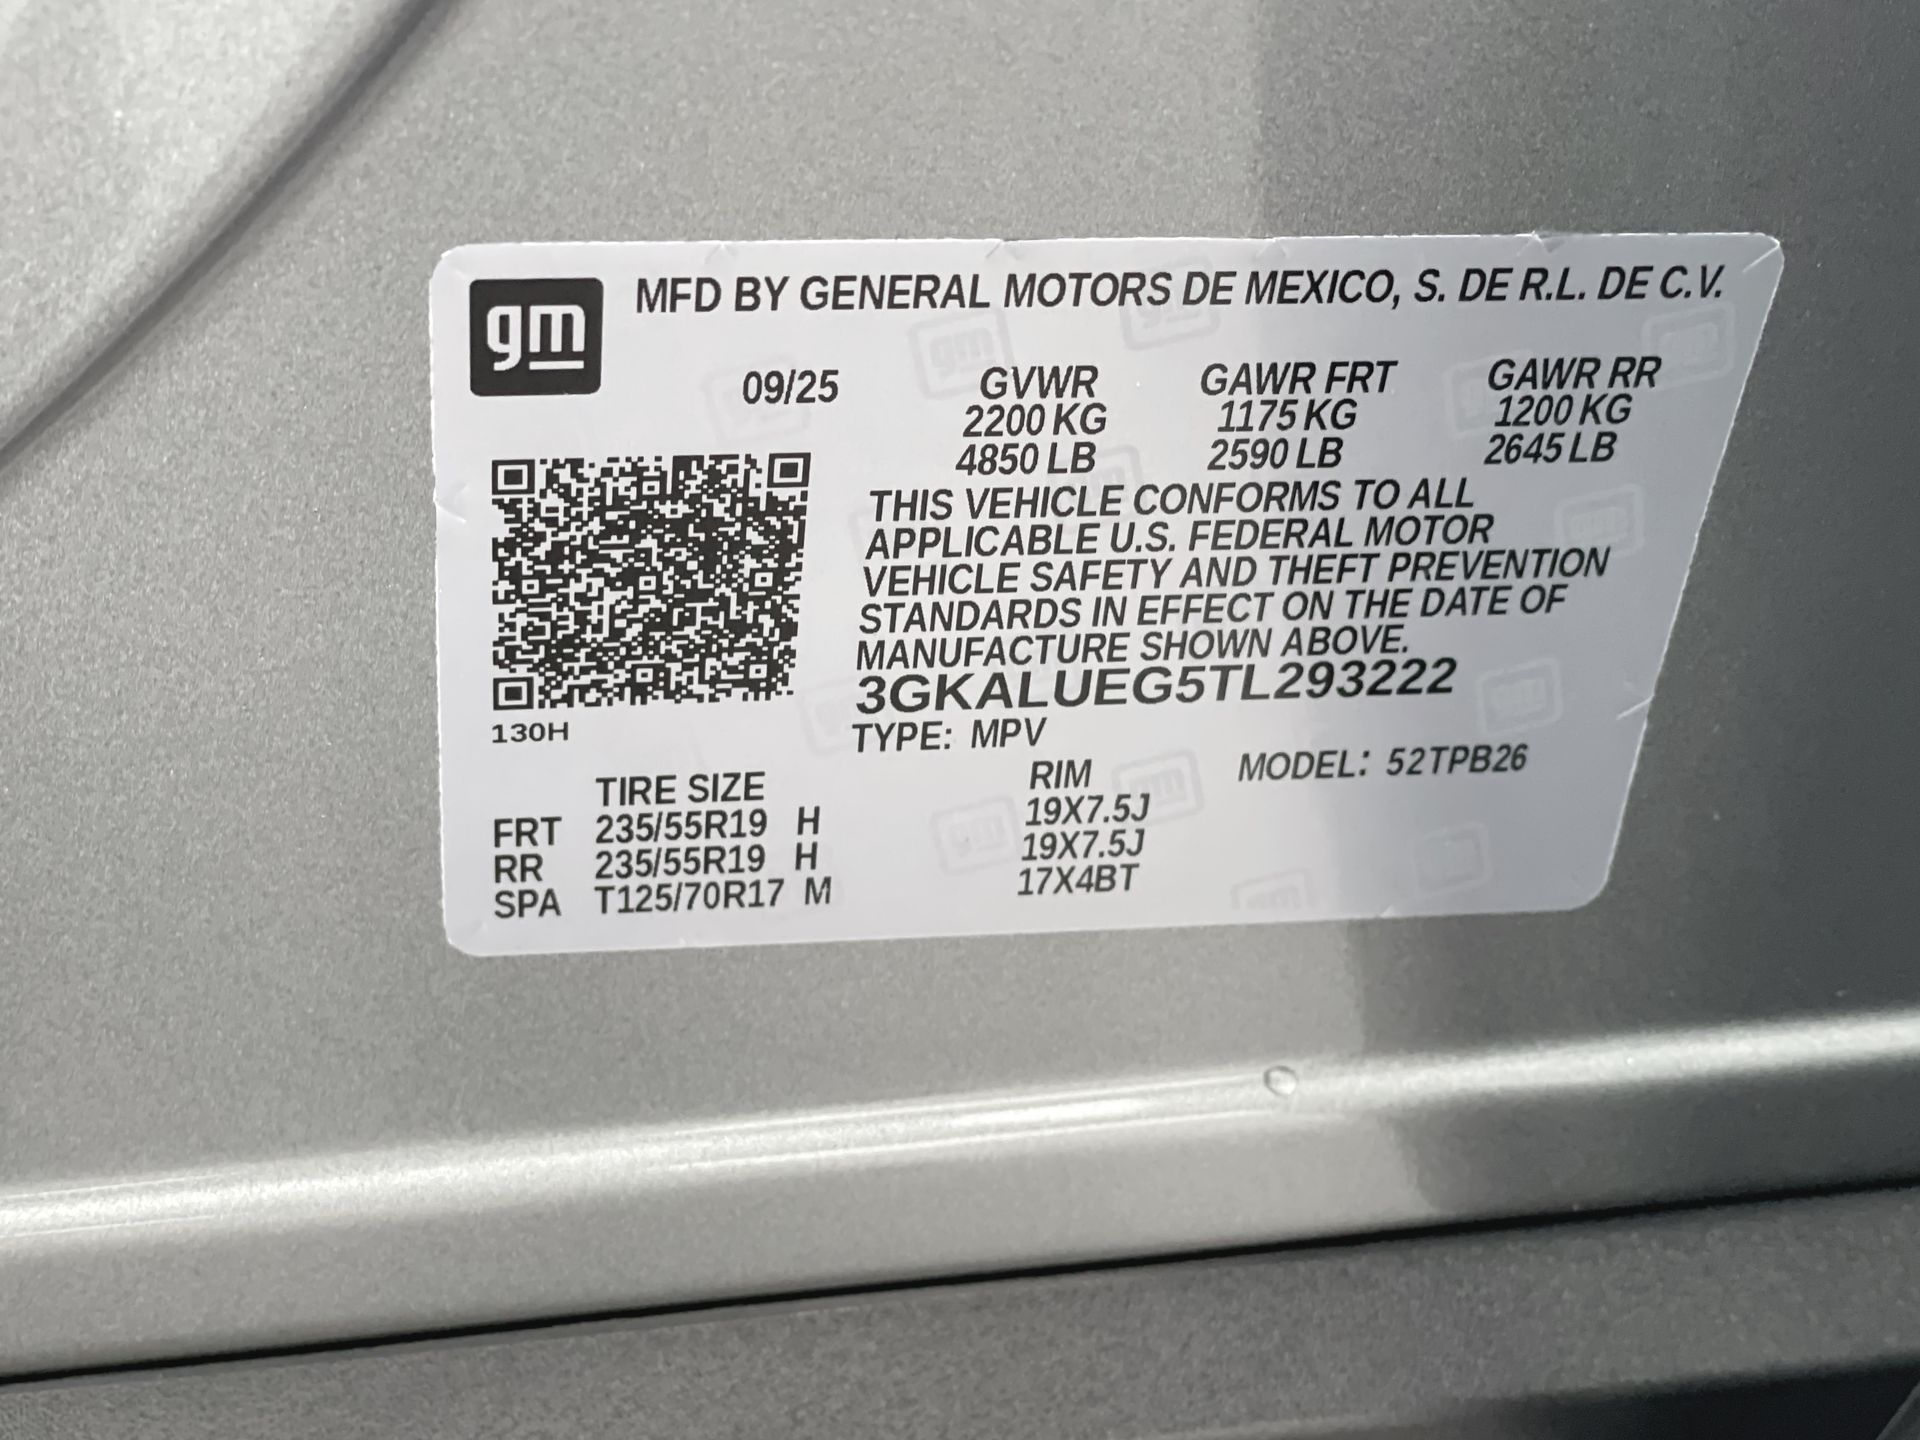 gm
MFD BY GENERAL MOTORS DE MEXICO, S. DE R.L. DE C.V.
09/25 GVWR GAWR FRT GAWR RR
2200 KG 1175 KG 1200 KG
4850 LB 2590 LB 2645 LB
THIS VEHICLE CONFORMS TO ALL
APPLICABLE U.S. FEDERAL MOTOR
VEHICLE SAFETY AND THEFT PREVENTION
STANDARDS IN EFFECT ON THE DATE OF
MANUFACTURE SHOWN ABOVE.
3GKALUEG5TL293222
130H
TYPE: MPV
MODEL: 52TPB26
TIRE SIZE RIM
FRT 235/55R19 H 19X7.5J
RR 235/55R19 H 19X7.5J
SPA T125/70R17 M 17X4BT